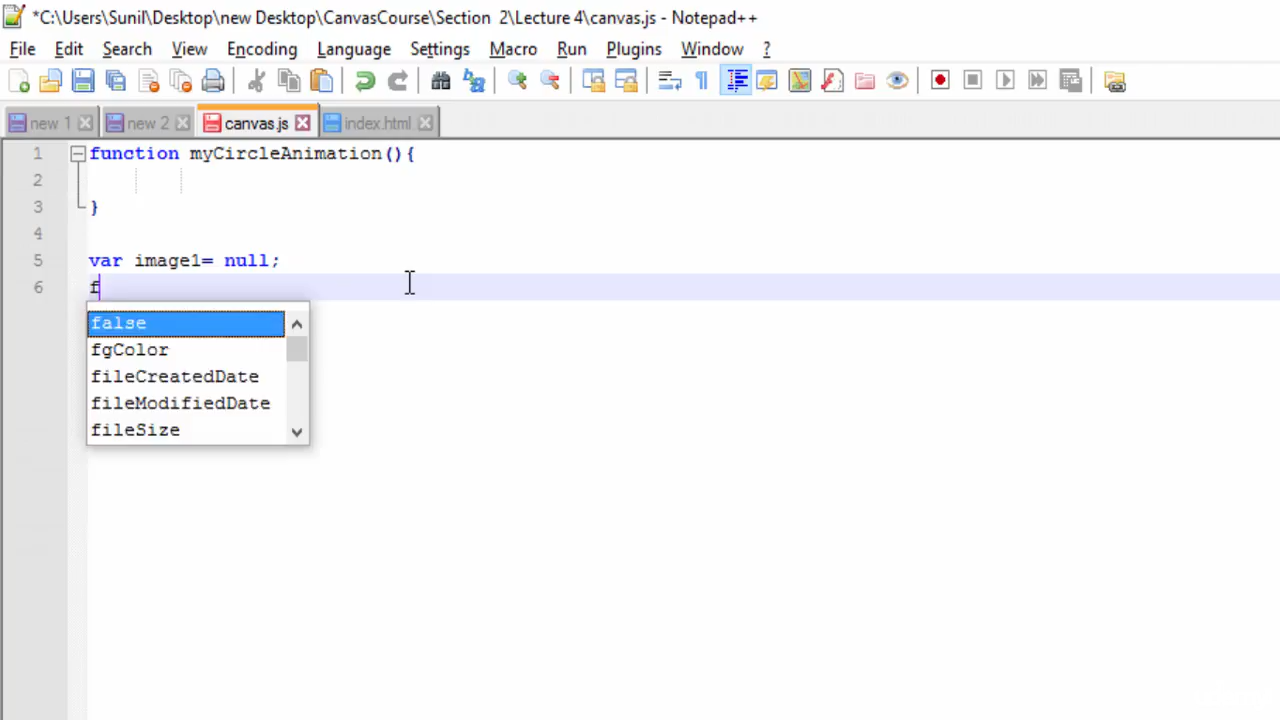 *C:\Users\Sunil\Desktop\new Desktop\CanvasCourse\Section  2\Lecture 4\canvas.js - Notepad++
File Edit Search View Encoding Language Settings Macro Run Plugins Window ?
new 1 new 2 canvas.js index.html
1 function myCircleAnimation(){
2
3 }
4
5 var image1= null;
6 f
false
fgColor
fileCreatedDate
fileModifiedDate
fileSize